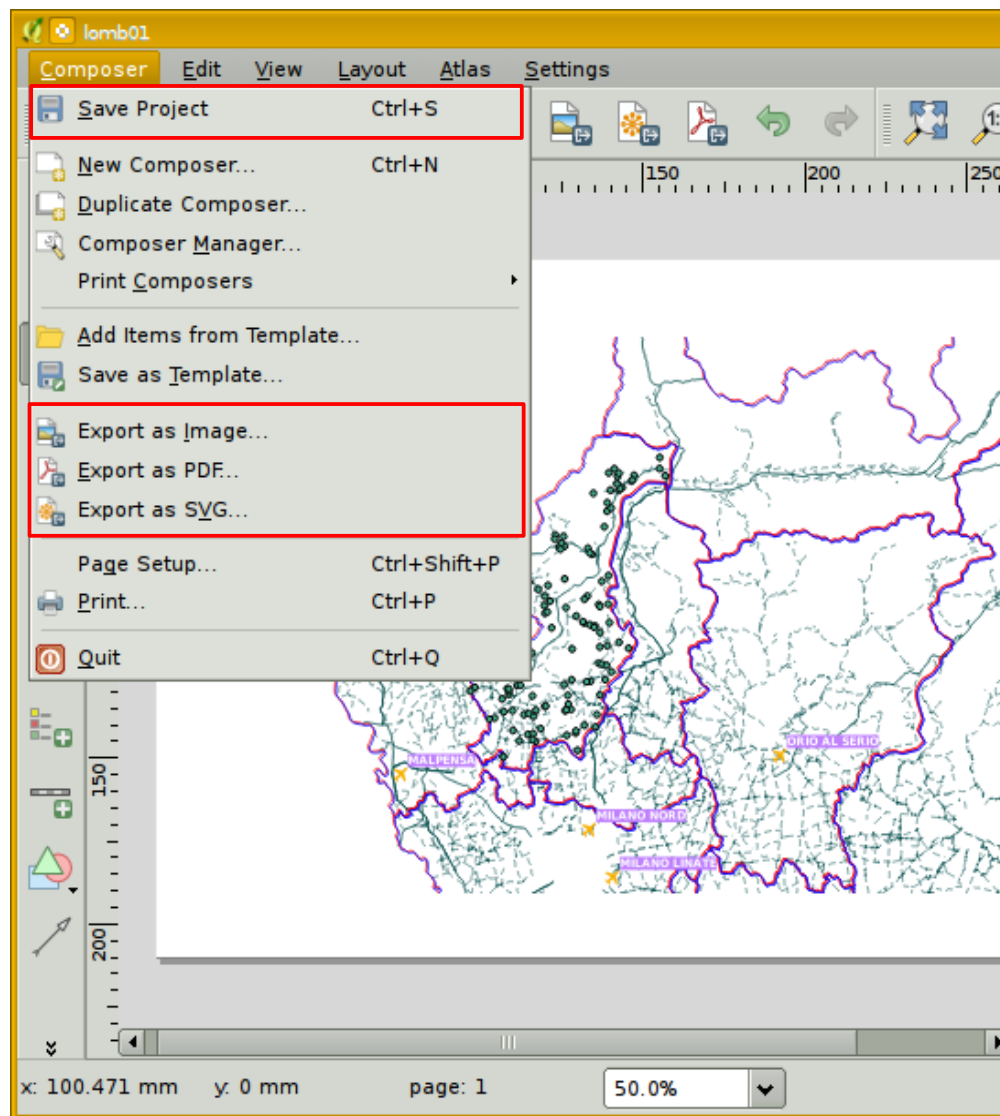 lomb01
Composer Edit View Layout Atlas Settings
Save Project Ctrl+S
New Composer... Ctrl+N
Duplicate Composer...
Composer Manager...
Print Composers
Add Items from Template...
Save as Template...
Export as Image...
Export as PDF...
Export as SVG...
Page Setup... Ctrl+Shift+P
Print... Ctrl+P
Quit Ctrl+Q
1:
150 200 250
ORIO AL SERIO
MALPENSA
150
MILANO NORD
MILANO LINATE
200
x: 100.471 mm y: 0 mm page: 1 50.0%